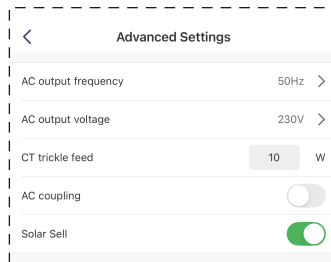 Advanced Settings
AC output frequency 50Hz
AC output voltage 230V
CT trickle feed 10 W
AC coupling
Solar Sell